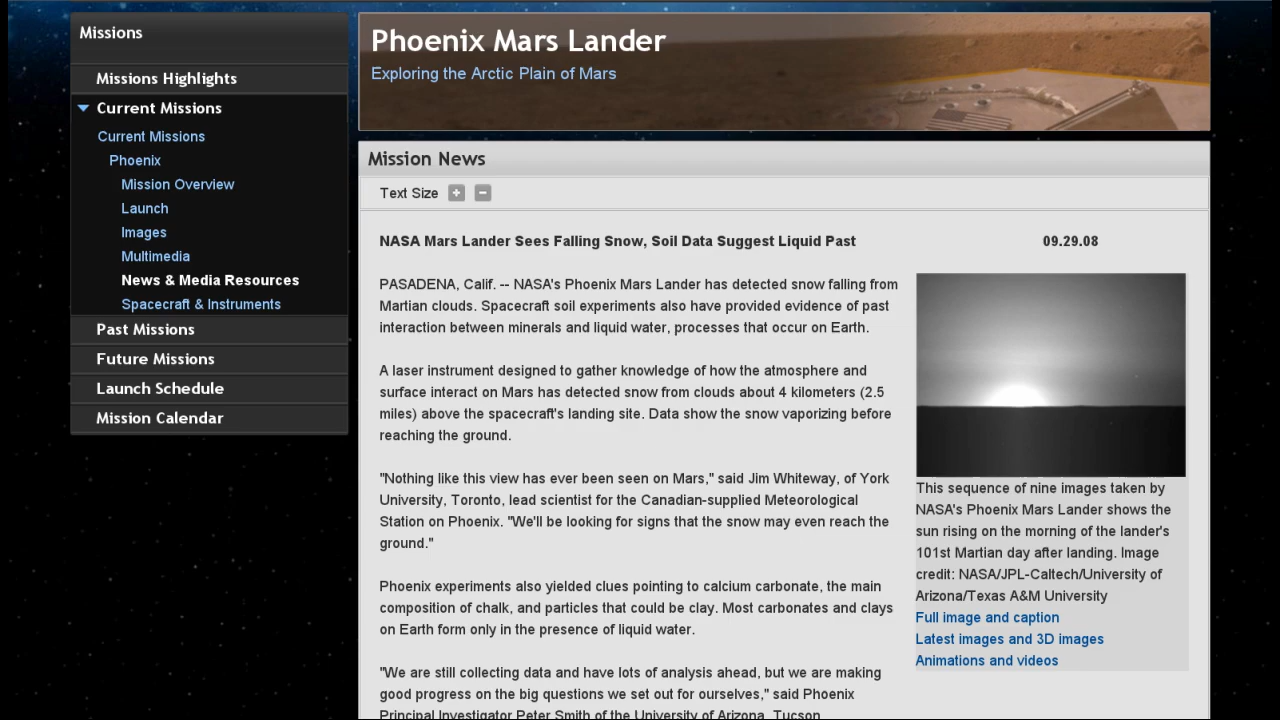 Missions
Missions Highlights
Current Missions
Current Missions
Phoenix
Mission Overview
Launch
Images
Multimedia
News & Media Resources
Spacecraft & Instruments
Past Missions
Future Missions
Launch Schedule
Mission Calendar
Phoenix Mars Lander
Exploring the Arctic Plain of Mars
Mission News
Text Size + −
NASA Mars Lander Sees Falling Snow, Soil Data Suggest Liquid Past 09.29.08
PASADENA, Calif. -- NASA's Phoenix Mars Lander has detected snow falling from
Martian clouds. Spacecraft soil experiments also have provided evidence of past
interaction between minerals and liquid water, processes that occur on Earth.
A laser instrument designed to gather knowledge of how the atmosphere and
surface interact on Mars has detected snow from clouds about 4 kilometers (2.5
miles) above the spacecraft's landing site. Data show the snow vaporizing before
reaching the ground.
"Nothing like this view has ever been seen on Mars," said Jim Whiteway, of York
University, Toronto, lead scientist for the Canadian-supplied Meteorological
Station on Phoenix. "We'll be looking for signs that the snow may even reach the
ground."
Phoenix experiments also yielded clues pointing to calcium carbonate, the main
composition of chalk, and particles that could be clay. Most carbonates and clays
on Earth form only in the presence of liquid water.
"We are still collecting data and have lots of analysis ahead, but we are making
good progress on the big questions we set out for ourselves," said Phoenix
Principal Investigator Peter Smith of the University of Arizona, Tucson.
This sequence of nine images taken by
NASA's Phoenix Mars Lander shows the
sun rising on the morning of the lander's
101st Martian day after landing. Image
credit: NASA/JPL-Caltech/University of
Arizona/Texas A&M University
Full image and caption
Latest images and 3D images
Animations and videos